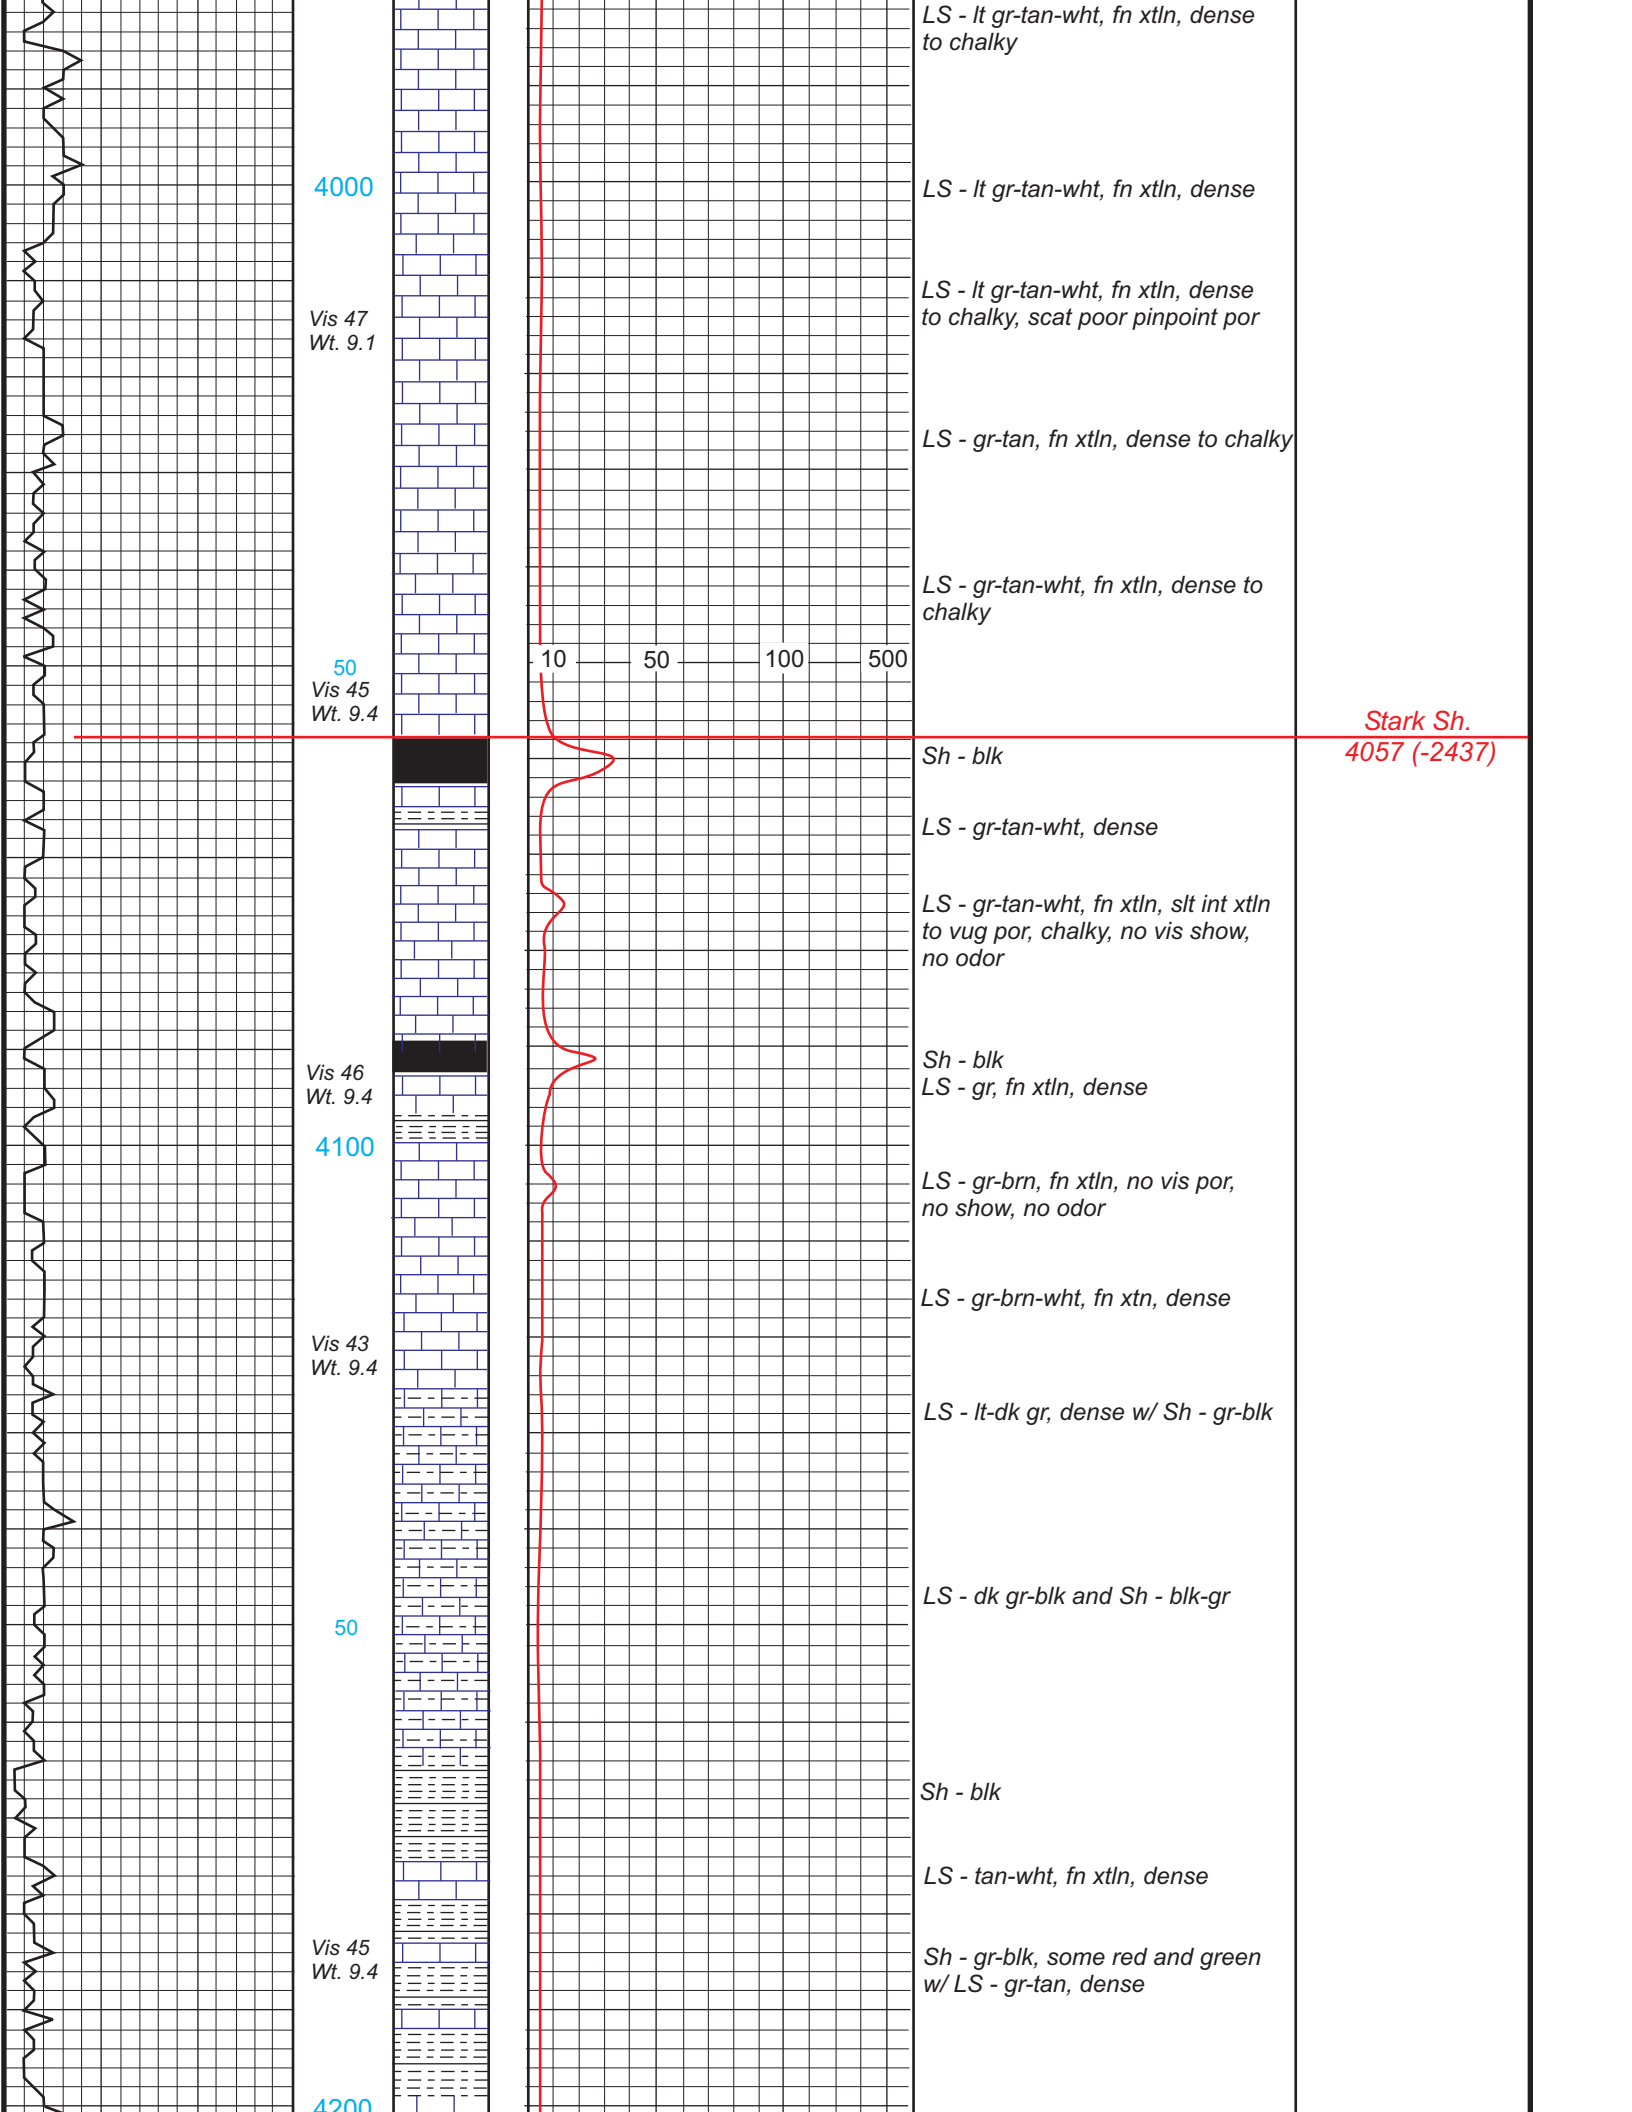 LS - lt gr-tan-wht, fn xtln, dense
to chalky
4000
LS - lt gr-tan-wht, fn xtln, dense
LS - lt gr-tan-wht, fn xtln, dense
to chalky, scat poor pinpoint por
Vis 47
Wt. 9.1
LS - gr-tan, fn xtln, dense to chalky
LS - gr-tan-wht, fn xtln, dense to
chalky
10 50 100 500
50
Vis 45
Wt. 9.4
Stark Sh.
4057 (-2437)
Sh - blk
LS - gr-tan-wht, dense
LS - gr-tan-wht, fn xtln, slt int xtln
to vug por, chalky, no vis show,
no odor
Sh - blk
LS - gr, fn xtln, dense
Vis 46
Wt. 9.4
4100
LS - gr-brn, fn xtln, no vis por,
no show, no odor
LS - gr-brn-wht, fn xtn, dense
Vis 43
Wt. 9.4
LS - lt-dk gr, dense w/ Sh - gr-blk
LS - dk gr-blk and Sh - blk-gr
50
Sh - blk
LS - tan-wht, fn xtln, dense
Vis 45
Wt. 9.4
Sh - gr-blk, some red and green
w/ LS - gr-tan, dense
4200